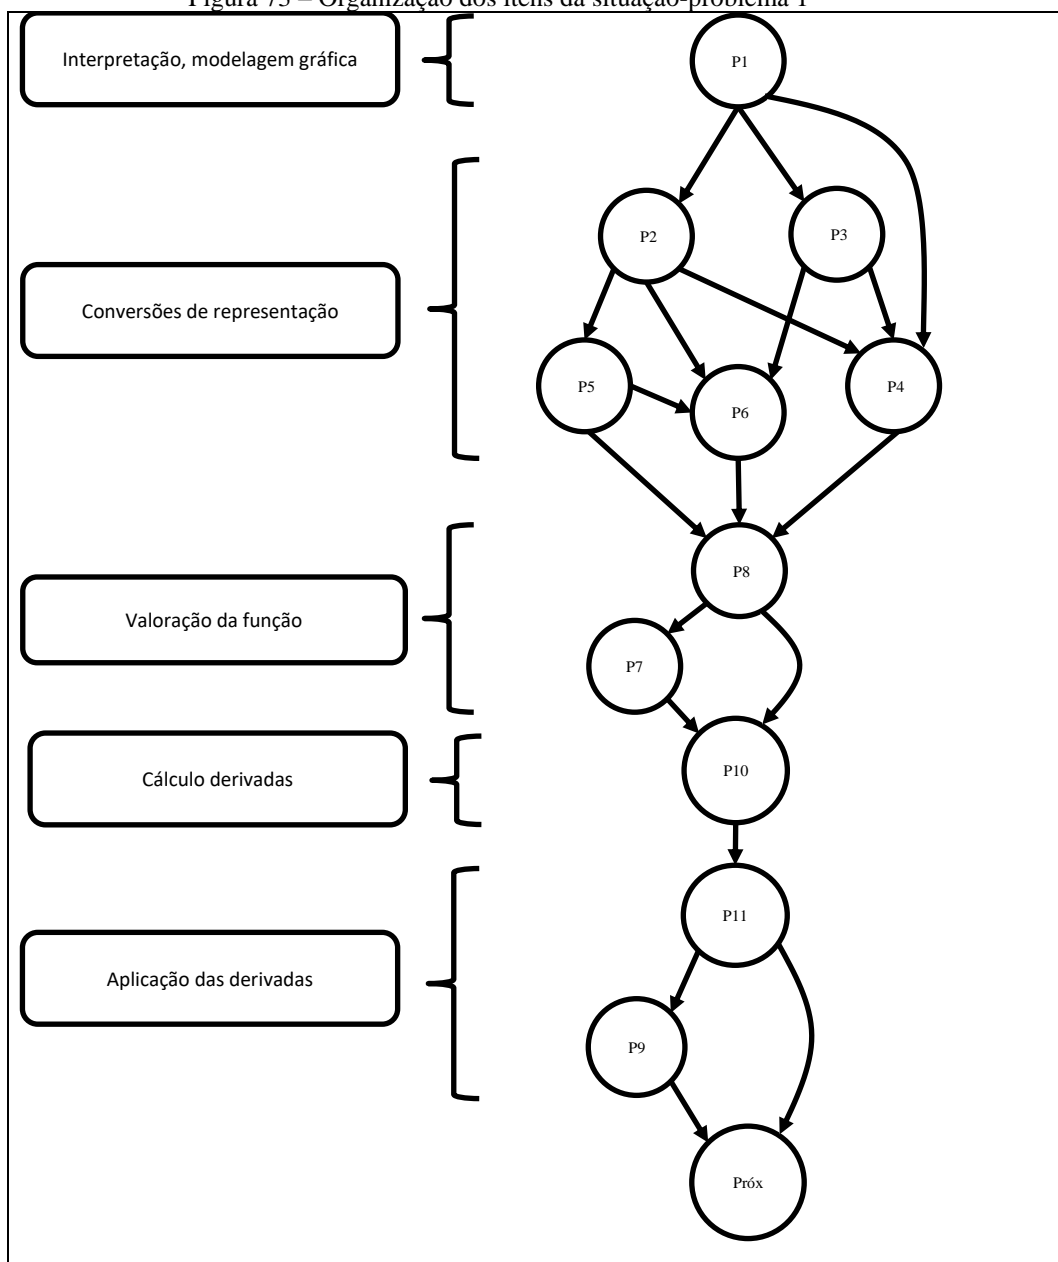 Figura 73 – Organização dos itens da situação-problema 1
Interpretação, modelagem gráfica
P1
P2
P3
Conversões de representação
P5
P6
P4
P8
Valoração da função
P7
P10
Cálculo derivadas
P11
Aplicação das derivadas
P9
Próx